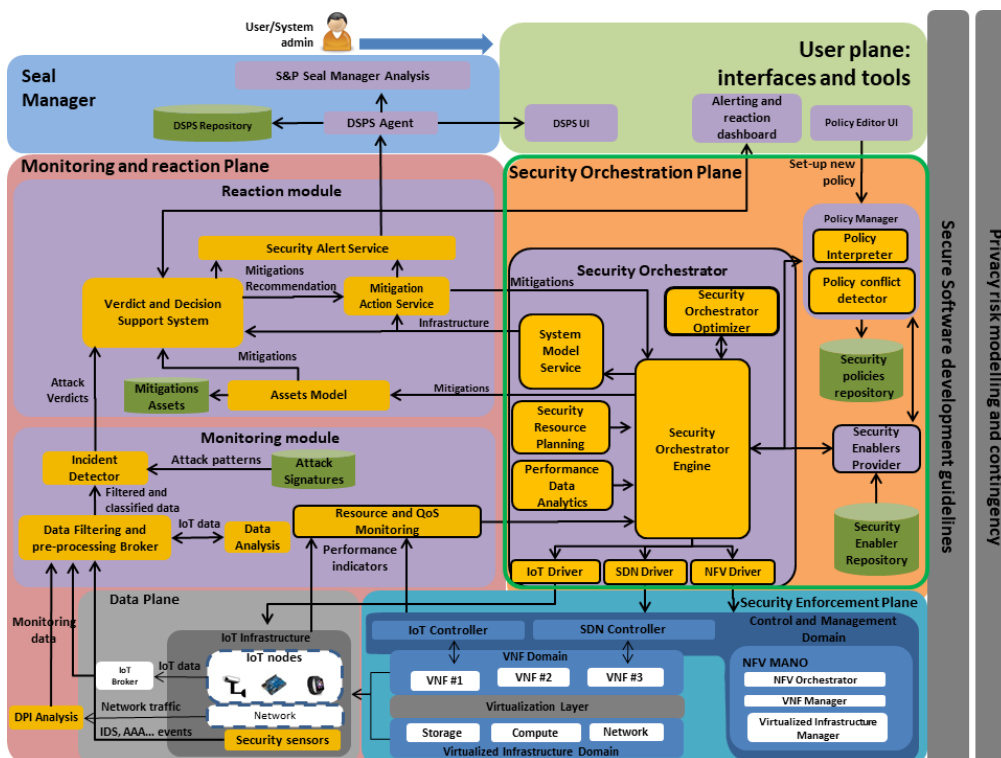 User/System
admin
Seal
Manager
S&P Seal Manager Analysis
DSPS Repository
DSPS Agent
User plane:
interfaces and tools
DSPS UI
Alerting and
reaction
dashboard
Policy Editor UI
Monitoring and reaction Plane
Reaction module
Security Alert Service
Mitigations
Recommendation
Verdict and Decision
Support System
Mitigation
Action Service
Mitigations
Infrastructure
Mitigations
Attack
Verdicts
Mitigations
Assets
Assets Model
Mitigations
Monitoring module
Incident
Detector
Attack patterns
Attack
Signatures
Filtered and
classified data
Data Filtering and
pre-processing Broker
IoT data
Data
Analysis
Resource and QoS
Monitoring
Performance
indicators
Monitoring
data
Security Orchestration Plane
Set-up new
policy
Policy Manager
Policy
Interpreter
Policy conflict
detector
Security Orchestrator
Security
Orchestrator
Optimizer
System
Model
Service
Security
Resource
Planning
Performance
Data
Analytics
Security
Orchestrator
Engine
Security
policies
repository
Security
Enablers
Provider
Security
Enabler
Repository
IoT Driver
SDN Driver
NFV Driver
Data Plane
IoT Infrastructure
IoT nodes
IoT
Broker
IoT data
Network
Network traffic
DPI Analysis
IDS, AAA... events
Security sensors
Security Enforcement Plane
Control and Management
Domain
IoT Controller
SDN Controller
VNF Domain
VNF #1
VNF #2
VNF #3
Virtualization Layer
Storage
Compute
Network
Virtualized Infrastructure Domain
NFV MANO
NFV Orchestrator
VNF Manager
Virtualized Infrastructure
Manager
Secure Software development guidelines
Privacy risk modelling and contingency